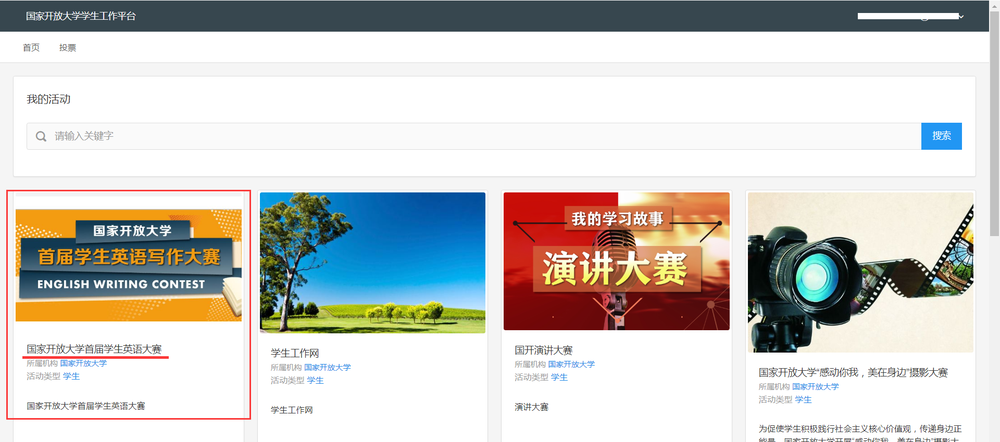 国家开放大学学生工作平台
首页
投票
我的活动
请输入关键字
搜索
国家开放大学
首届学生英语写作大赛
ENGLISH WRITING CONTEST
国家开放大学首届学生英语大赛
所属机构 国家开放大学
活动类型 学生
国家开放大学首届学生英语大赛
学生工作网
所属机构 国家开放大学
活动类型 学生
学生工作网
我的学习故事
演讲大赛
国开演讲大赛
所属机构 国家开放大学
活动类型 学生
演讲大赛
国家开放大学“感动你我，美在身边”摄影大赛
所属机构 国家开放大学
活动类型 学生
为促使学生积极践行社会主义核心价值观，传递身边正
能量，国家开放大学开展“感动你我，美在身边”摄影大